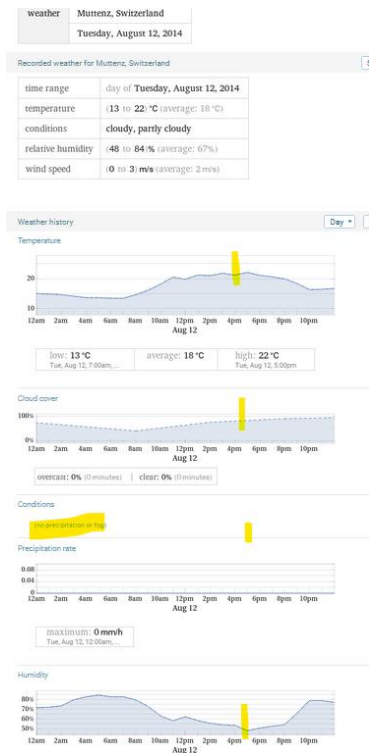 weather Muttenz, Switzerland
Tuesday, August 12, 2014
Recorded weather for Muttenz, Switzerland
time range day of Tuesday, August 12, 2014
temperature (13 to 22) °C (average: 18 °C)
conditions cloudy, partly cloudy
relative humidity (48 to 84)% (average: 67%)
wind speed (0 to 3) m/s (average: 2 m/s)
Weather history Day
Temperature
20
10
12am 2am 4am 6am 8am 10am 12pm 2pm 4pm 6pm 8pm 10pm
Aug 12
low: 13 °C average: 18 °C high: 22 °C
Tue, Aug 12, 7:00am, ... Tue, Aug 12, 5:00pm
Cloud cover
100%
0%
12am 2am 4am 6am 8am 10am 12pm 2pm 4pm 6pm 8pm 10pm
Aug 12
overcast: 0% (0 minutes) | clear: 0% (0 minutes)
Conditions
(no precipitation or fog)
Precipitation rate
0.08
0.04
0
12am 2am 4am 6am 8am 10am 12pm 2pm 4pm 6pm 8pm 10pm
Aug 12
maximum: 0 mm/h
Tue, Aug 12, 12:00am, ...
Humidity
80%
70%
60%
50%
12am 2am 4am 6am 8am 10am 12pm 2pm 4pm 6pm 8pm 10pm
Aug 12